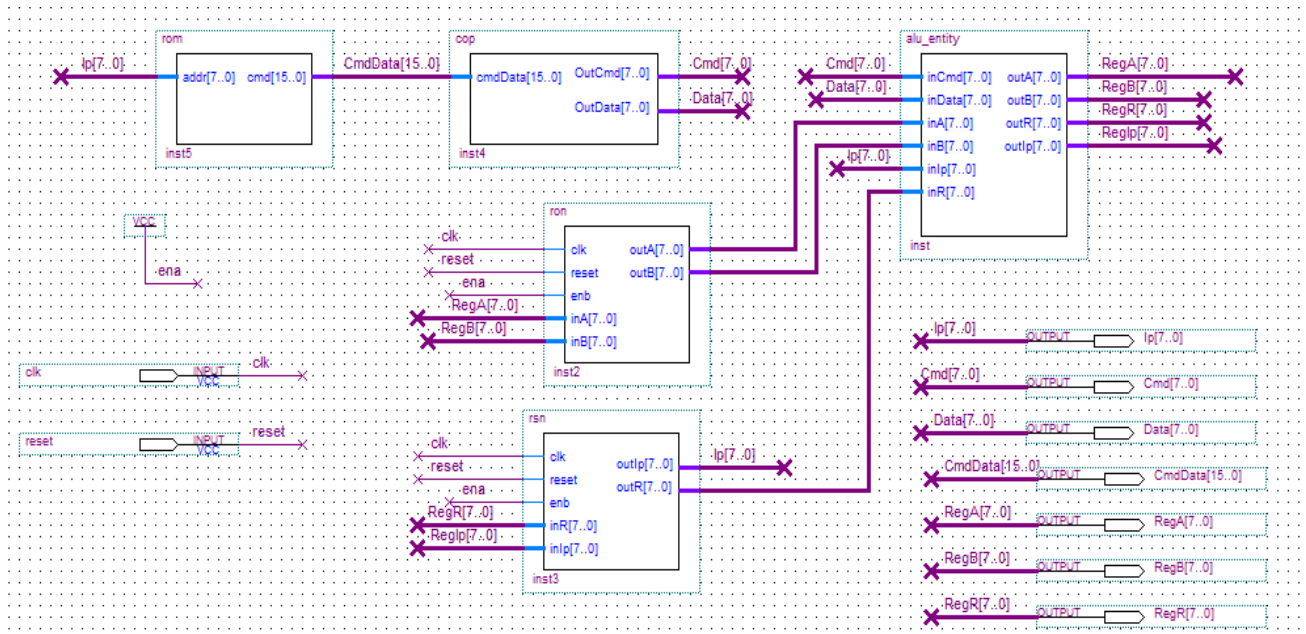 rom
Ip[7..0]
addr[7..0] cmd[15..0]
inst5
CmdData[15..0]
cop
cmdData[15..0]
OutCmd[7..0]
OutData[7..0]
inst4
Cmd[7..0]
Data[7..0]
alu_entity
Cmd[7..0]
Data[7..0]
Ip[7..0]
inCmd[7..0] outA[7..0]
inData[7..0] outB[7..0]
inA[7..0] outR[7..0]
inB[7..0] outIp[7..0]
inIp[7..0]
inR[7..0]
inst
RegA[7..0]
RegB[7..0]
RegR[7..0]
RegIp[7..0]
VCC
ena
ron
clk
reset
ena
RegA[7..0]
RegB[7..0]
clk outA[7..0]
reset outB[7..0]
enb
inA[7..0]
inB[7..0]
inst2
clk INPUT VCC clk
reset INPUT VCC reset
rsn
clk
reset
ena
RegR[7..0]
RegIp[7..0]
clk outIp[7..0]
reset outR[7..0]
enb
inR[7..0]
inIp[7..0]
inst3
Ip[7..0]
Ip[7..0] OUTPUT Ip[7..0]
Cmd[7..0] OUTPUT Cmd[7..0]
Data[7..0] OUTPUT Data[7..0]
CmdData[15..0] OUTPUT CmdData[15..0]
RegA[7..0] OUTPUT RegA[7..0]
RegB[7..0] OUTPUT RegB[7..0]
RegR[7..0] OUTPUT RegR[7..0]